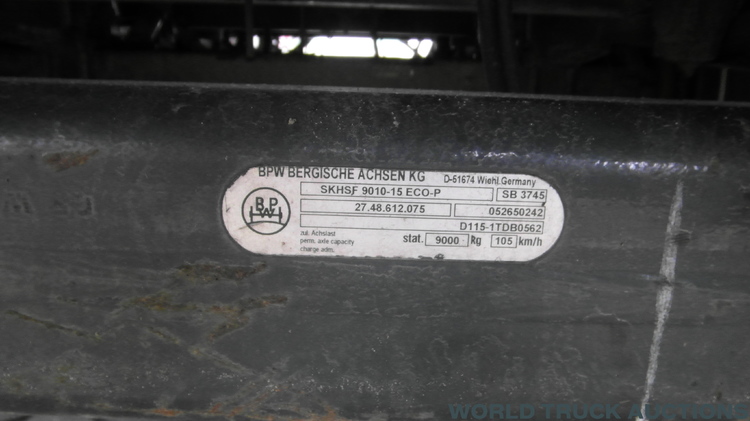 BPW BERGISCHE ACHSEN KG D-51674 Wiehl.Germany
SKHSF 9010-15 ECO-P SB 3745
BPW
27.48.612.075 052650242
D115-1TDB0562
zul. Achslast
perm. axle capacity
charge adm.
stat. 9000 kg 105 km/h
WORLD TRUCK AUCTIONS